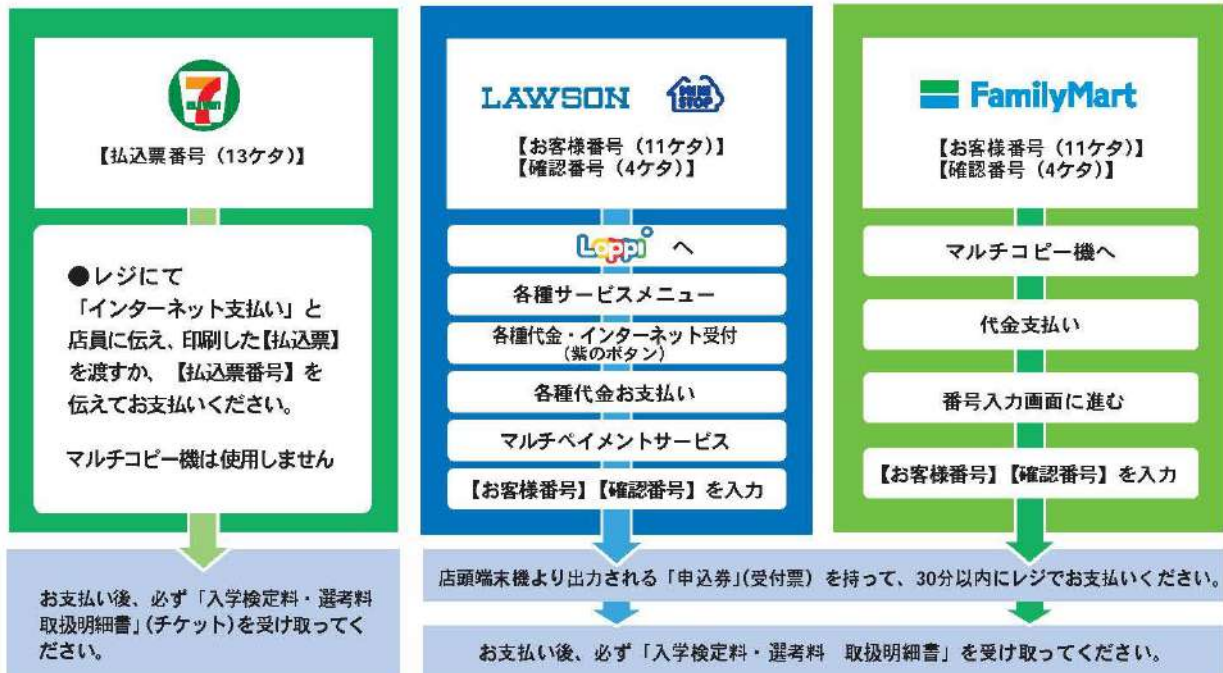 7
ELEVEN
【払込票番号（13ケタ）】
●レジにて
「インターネット支払い」と
店員に伝え、印刷した【払込票】
を渡すか、【払込票番号】を
伝えてお支払いください。
マルチコピー機は使用しません
お支払い後、必ず「入学検定料・選考料
取扱明細書」（チケット）を受け取ってく
ださい。
LAWSON
MINI
STOP
【お客様番号（11ケタ）】
【確認番号（4ケタ）】
Loppi へ
各種サービスメニュー
各種代金・インターネット受付
（紫のボタン）
各種代金お支払い
マルチペイメントサービス
【お客様番号】【確認番号】を入力
FamilyMart
【お客様番号（11ケタ）】
【確認番号（4ケタ）】
マルチコピー機へ
代金支払い
番号入力画面に進む
【お客様番号】【確認番号】を入力
店頭端末機より出力される「申込券」（受付票）を持って、30分以内にレジでお支払いください。
お支払い後、必ず「入学検定料・選考料　取扱明細書」を受け取ってください。